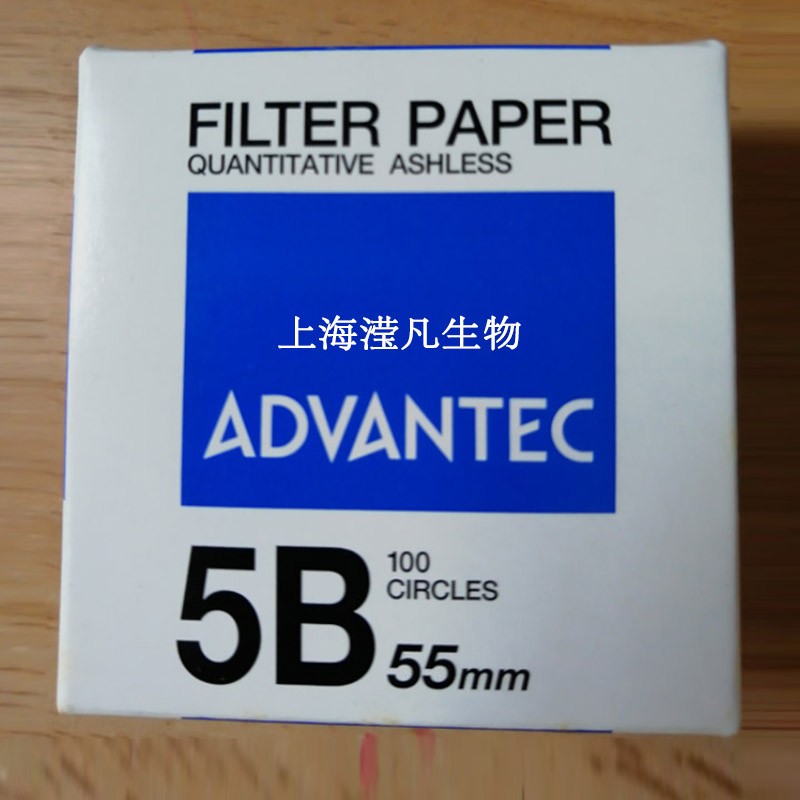 FILTER PAPER
QUANTITATIVE ASHLESS
上海滢凡生物
ADVANTEC
5B
100
CIRCLES
55mm